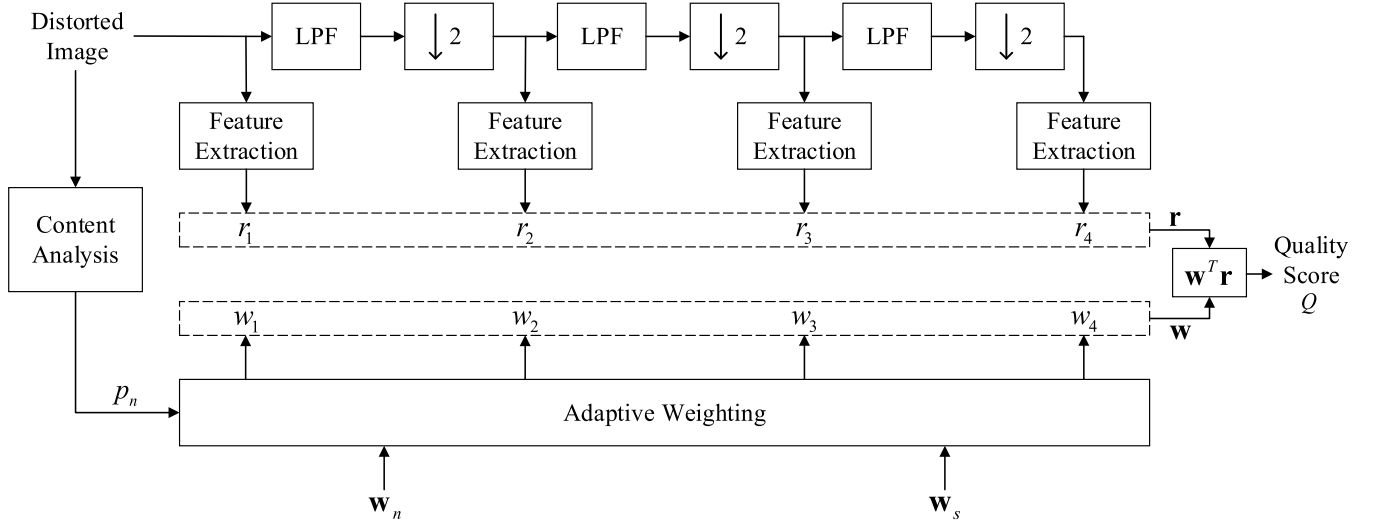 Distorted
Image
LPF
↓2
LPF
↓2
LPF
↓2
Feature
Extraction
Feature
Extraction
Feature
Extraction
Feature
Extraction
Content
Analysis
r₁
r₂
r₃
r₄
r
wᵀr
Quality
Score
Q
w₁
w₂
w₃
w₄
w
pₙ
Adaptive Weighting
wₙ
wₛ